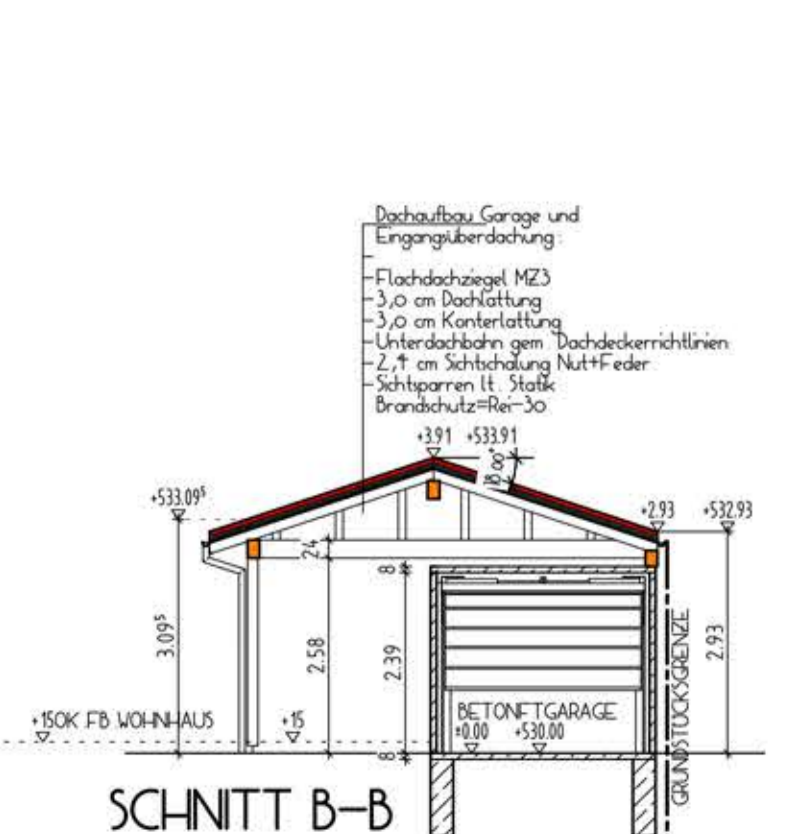 Dachaufbau Garage und
Eingangsüberdachung:
Flachdachziegel MZ3
3,0 cm Dachlattung
3,0 cm Konterlattung
Unterdachbahn gem Dachdeckerrichtlinien
2,4 cm Sichtschalung Nut+Feder
Sichtsparren lt. Statik
Brandschutz=Rei-30
+3.91 +533.91
18.00°
+533.09⁵
+2.93 +532.93
24
8
3.09⁵
2.58
2.39
2.93
GRUNDSTÜCKSGRENZE
+15OK FB WOHNHAUS
+15
BETONFTGARAGE
±0.00 +530.00
8
SCHNITT B-B